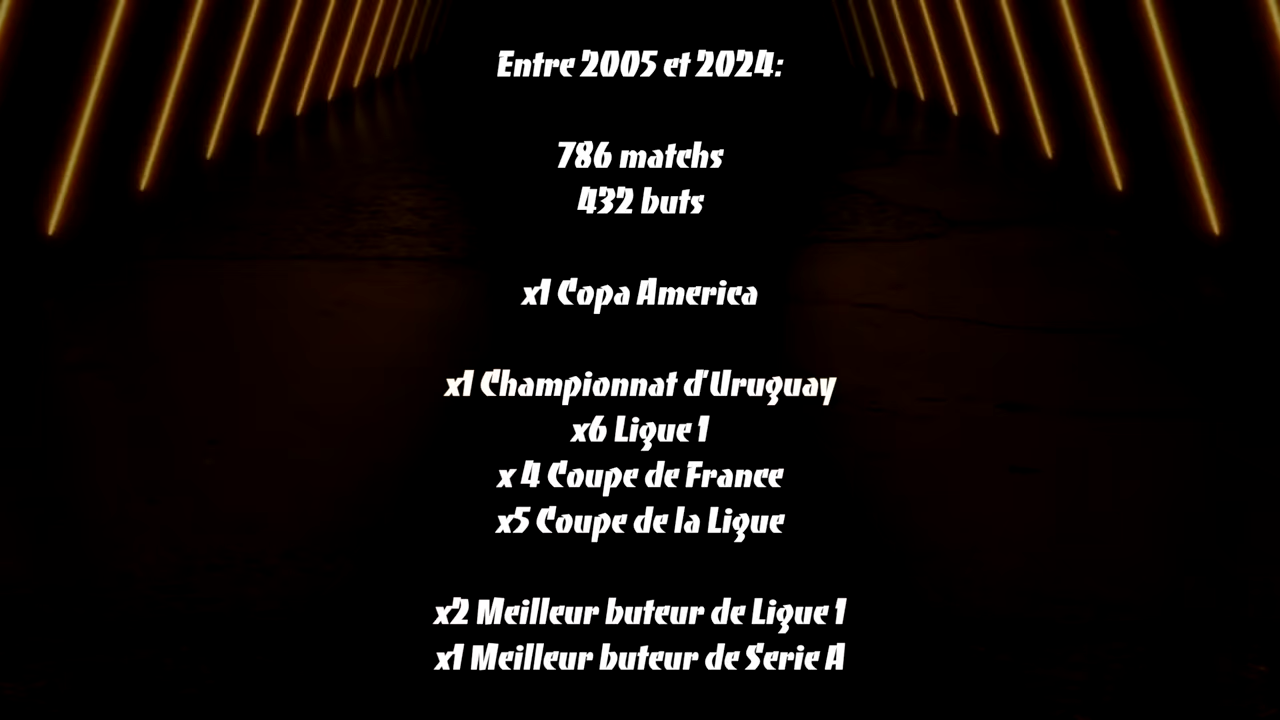 Entre 2005 et 2024:
786 matchs
432 buts
x1 Copa America
x1 Championnat d'Uruguay
x6 Ligue 1
x 4 Coupe de France
x5 Coupe de la Ligue
x2 Meilleur buteur de Ligue 1
x1 Meilleur buteur de Serie A